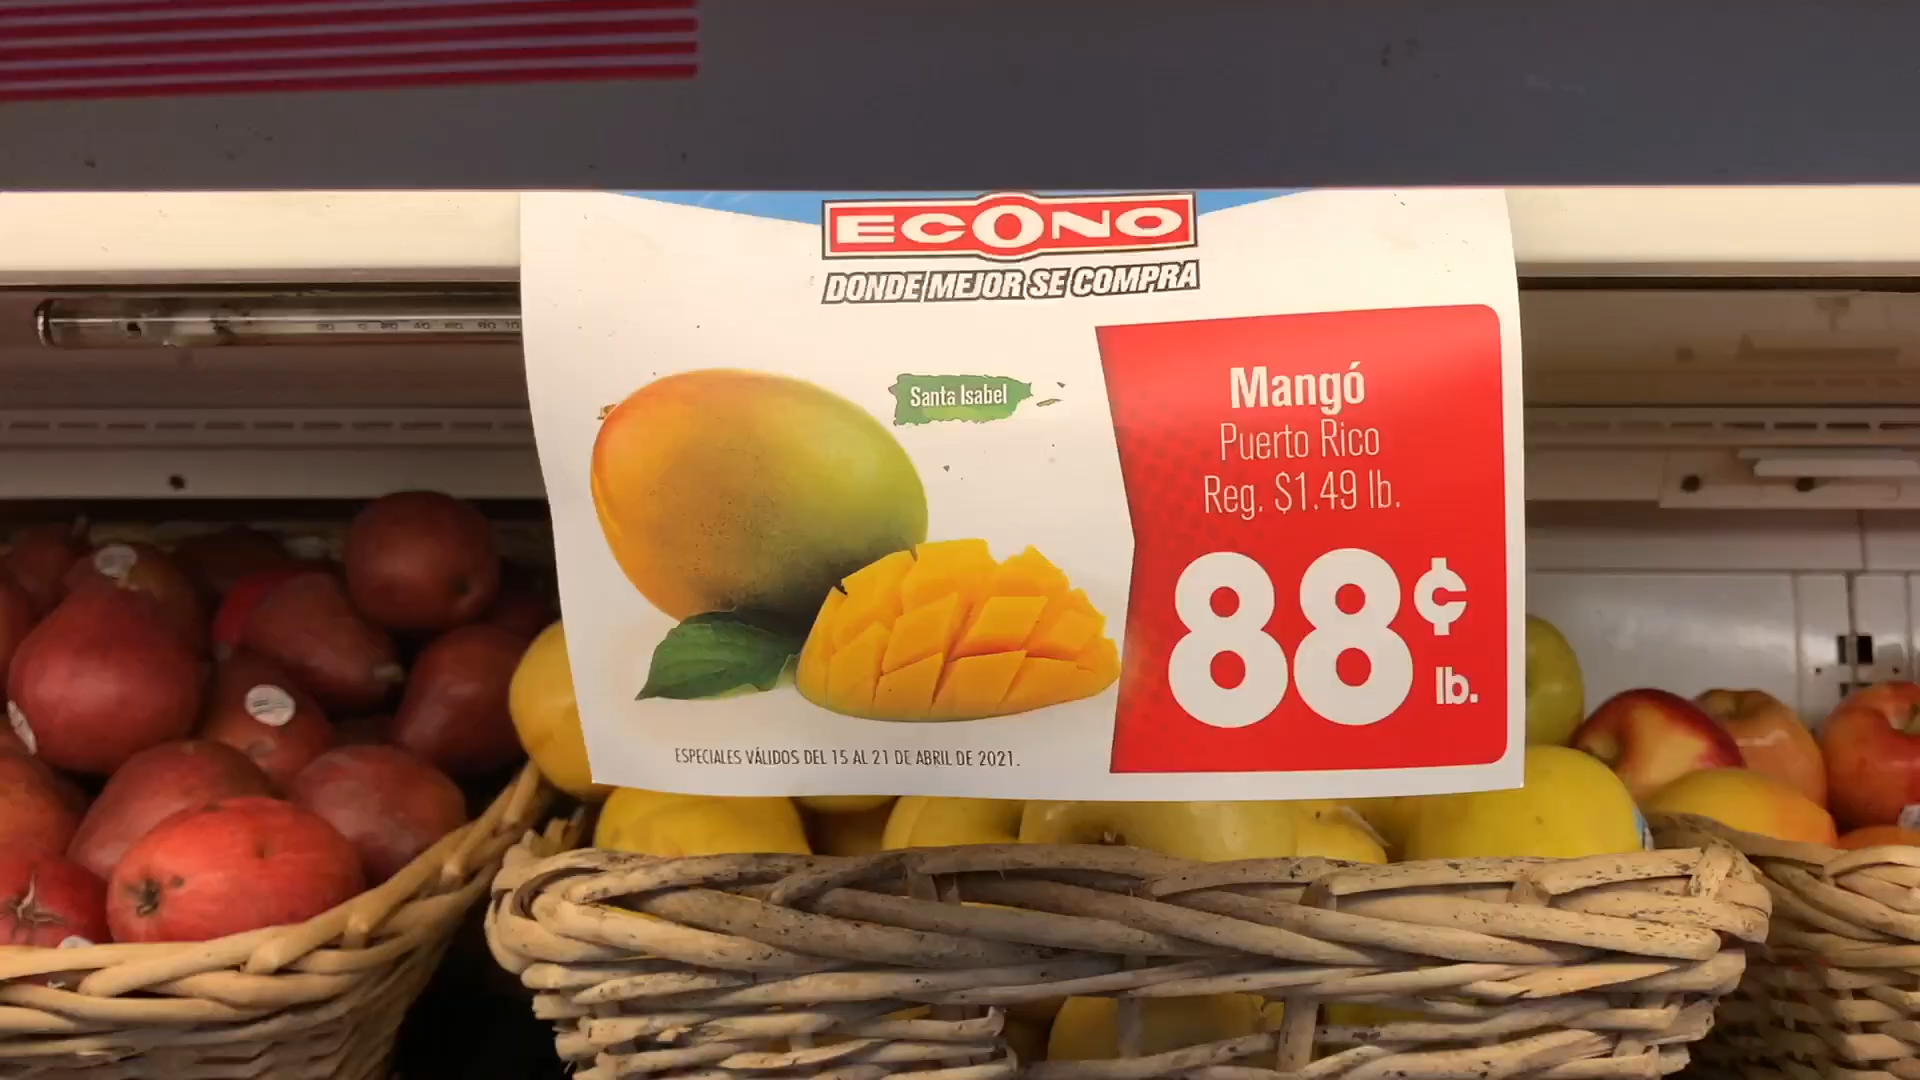 ECONO
DONDE MEJOR SE COMPRA
Santa Isabel
Mangó
Puerto Rico
Reg. $1.49 lb.
88¢
lb.
ESPECIALES VÁLIDOS DEL 15 AL 21 DE ABRIL DE 2021.